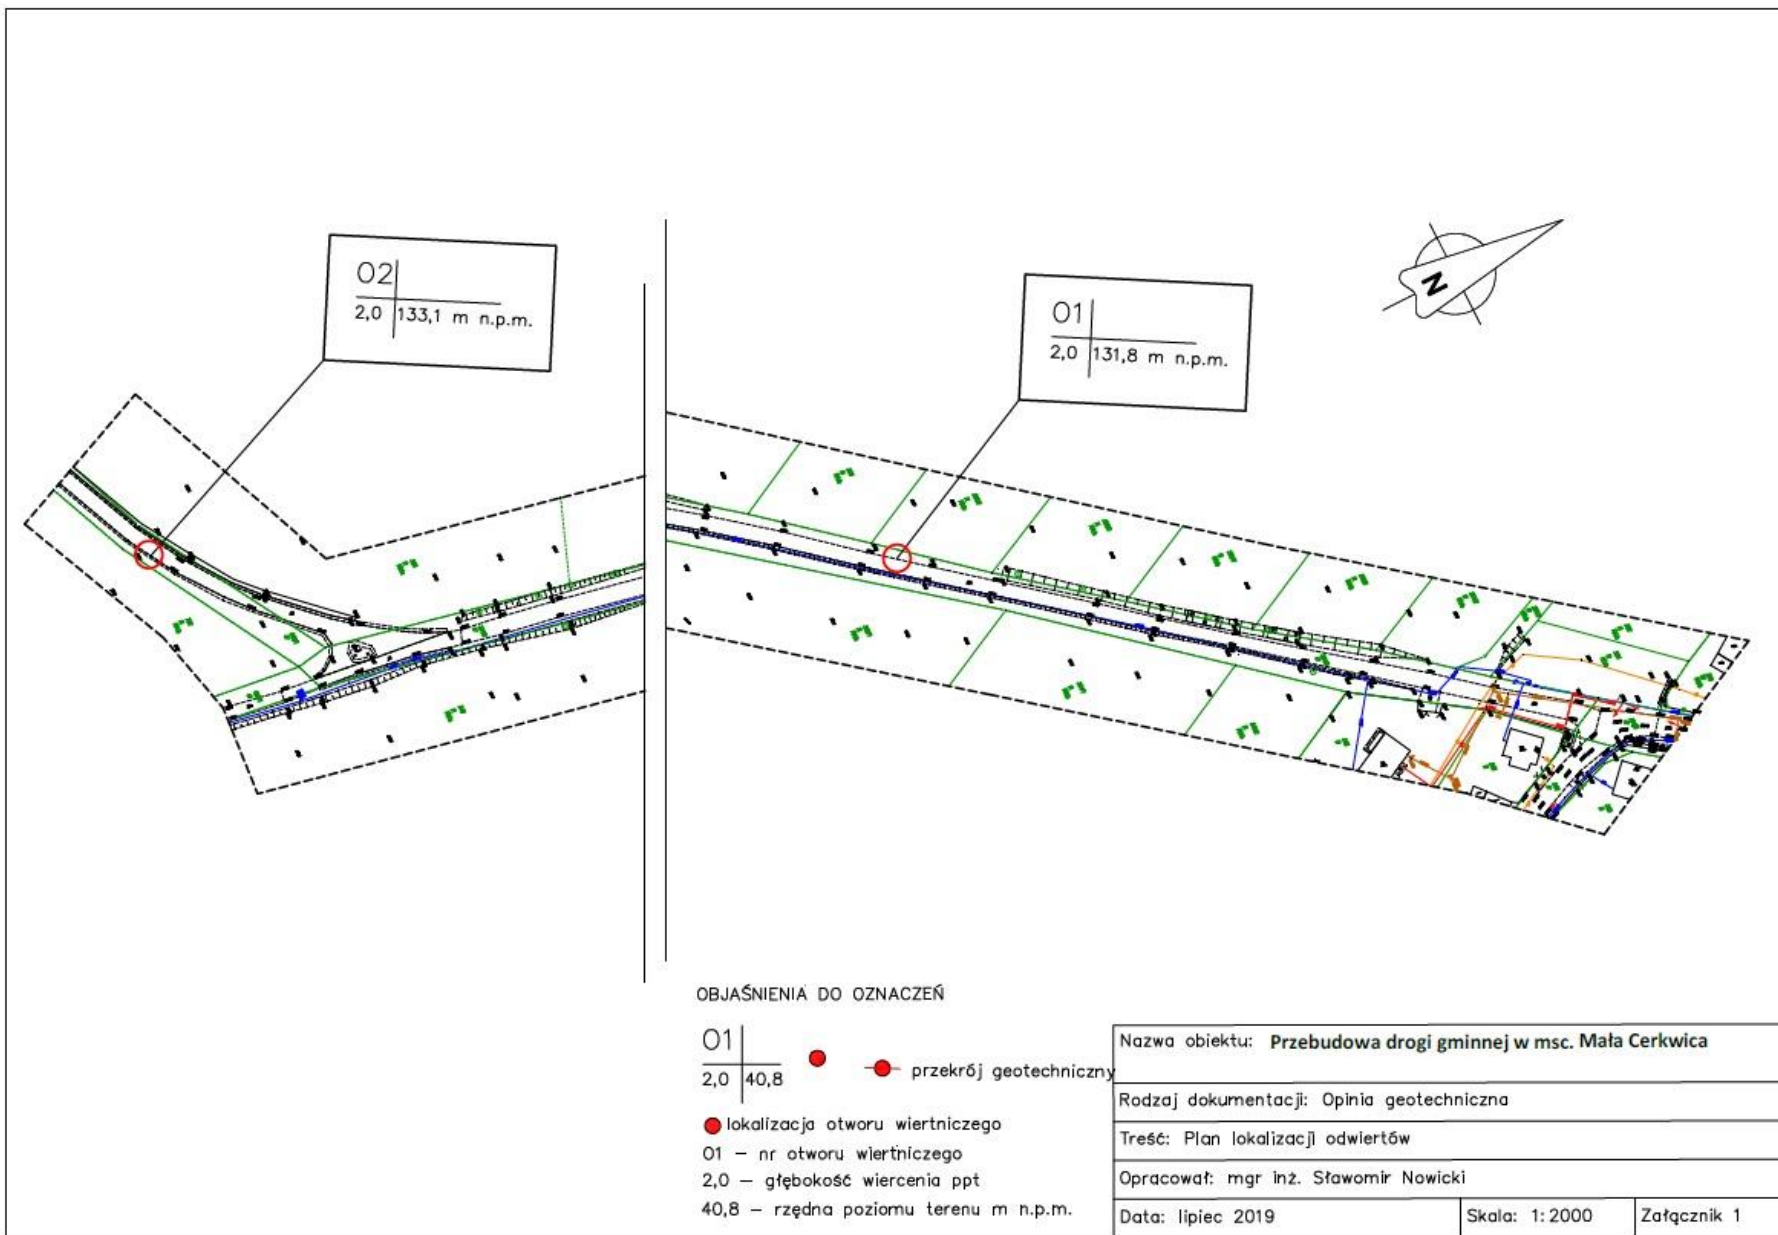 O2
2,0 133,1 m n.p.m.
O1
2,0 131,8 m n.p.m.
N
OBJAŚNIENIA DO OZNACZEŃ
O1
2,0 40,8
przekrój geotechniczny
lokalizacja otworu wiertniczego
O1 – nr otworu wiertniczego
2,0 – głębokość wiercenia ppt
40,8 – rzędna poziomu terenu m n.p.m.
Nazwa obiektu: Przebudowa drogi gminnej w msc. Mała Cerkwica
Rodzaj dokumentacji: Opinia geotechniczna
Treść: Plan lokalizacji odwiertów
Opracował: mgr inż. Sławomir Nowicki
Data: lipiec 2019
Skala: 1:2000
Załącznik 1